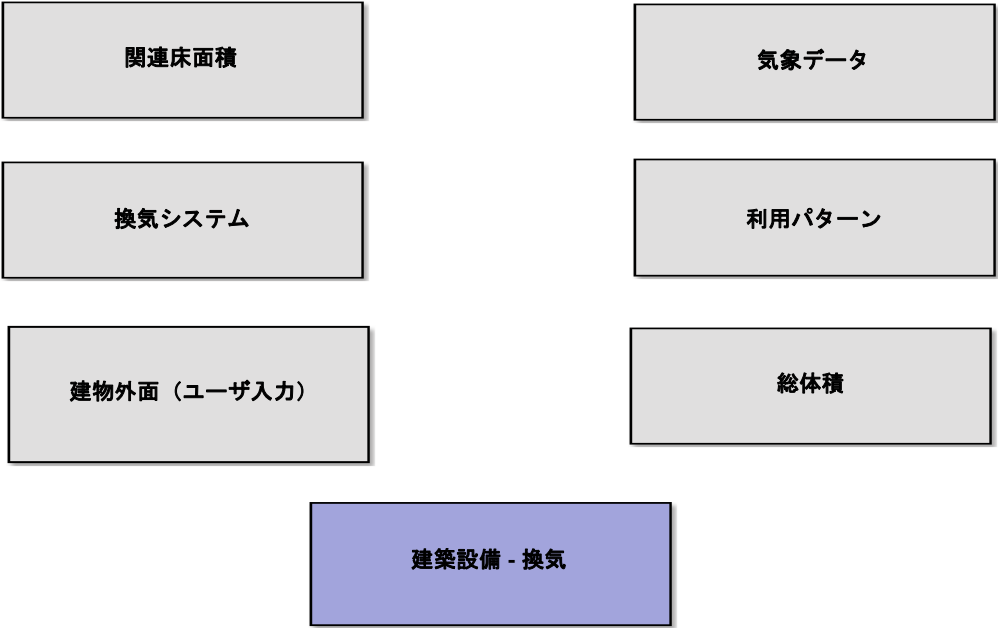 関連床面積
気象データ
換気システム
利用パターン
建物外面（ユーザ入力）
総体積
建築設備 - 換気